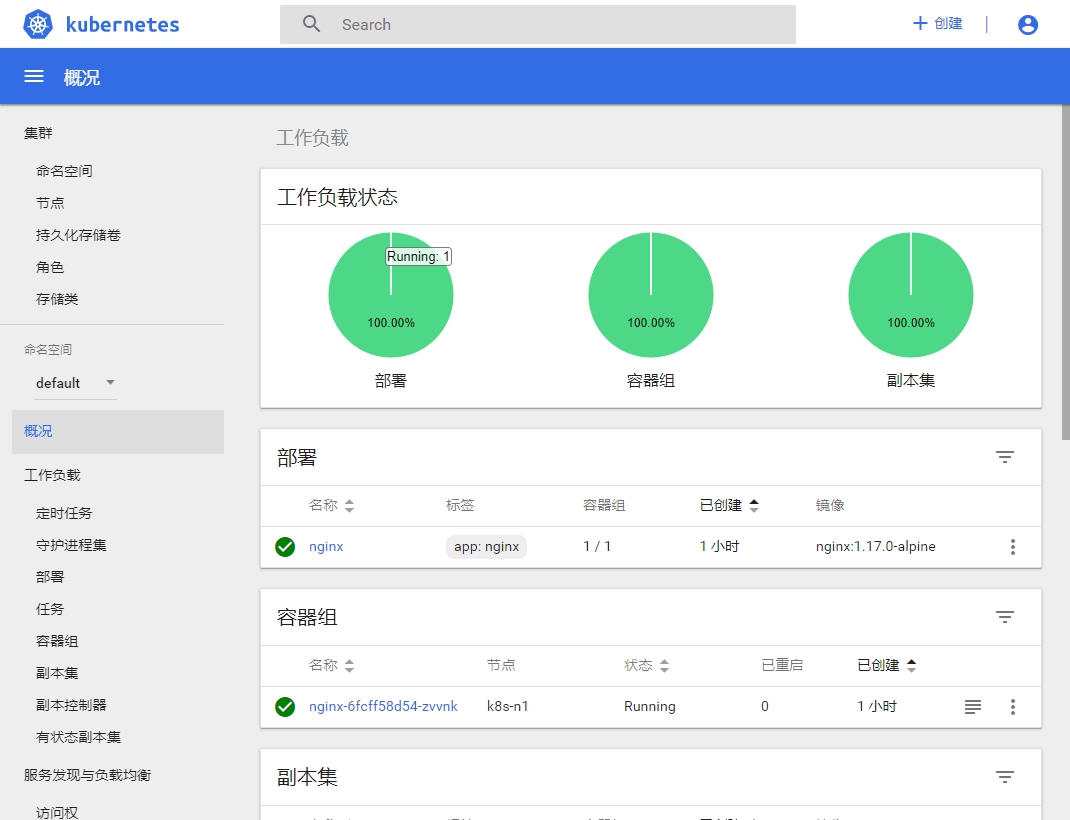 kubernetes
Search
创建
概况
集群
命名空间
节点
持久化存储卷
角色
存储类
命名空间
default
概况
工作负载
定时任务
守护进程集
部署
任务
容器组
副本集
副本控制器
有状态副本集
服务发现与负载均衡
访问权
工作负载
工作负载状态
Running: 1
100.00% 100.00% 100.00%
部署 容器组 副本集
部署
名称 标签 容器组 已创建 镜像
nginx app: nginx 1 / 1 1 小时 nginx:1.17.0-alpine
容器组
名称 节点 状态 已重启 已创建
nginx-6fcff58d54-zvvnk k8s-n1 Running 0 1 小时
副本集